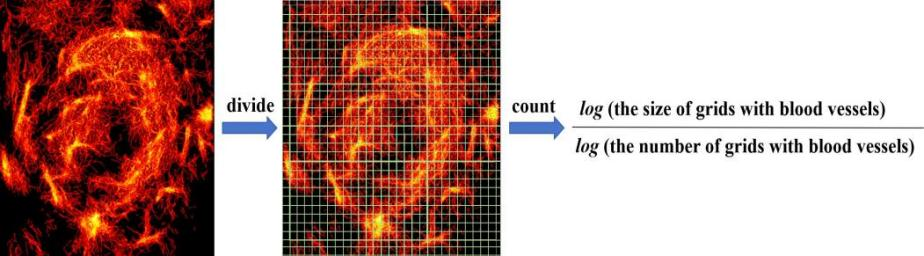 divide
count
log (the size of grids with blood vessels)
log (the number of grids with blood vessels)